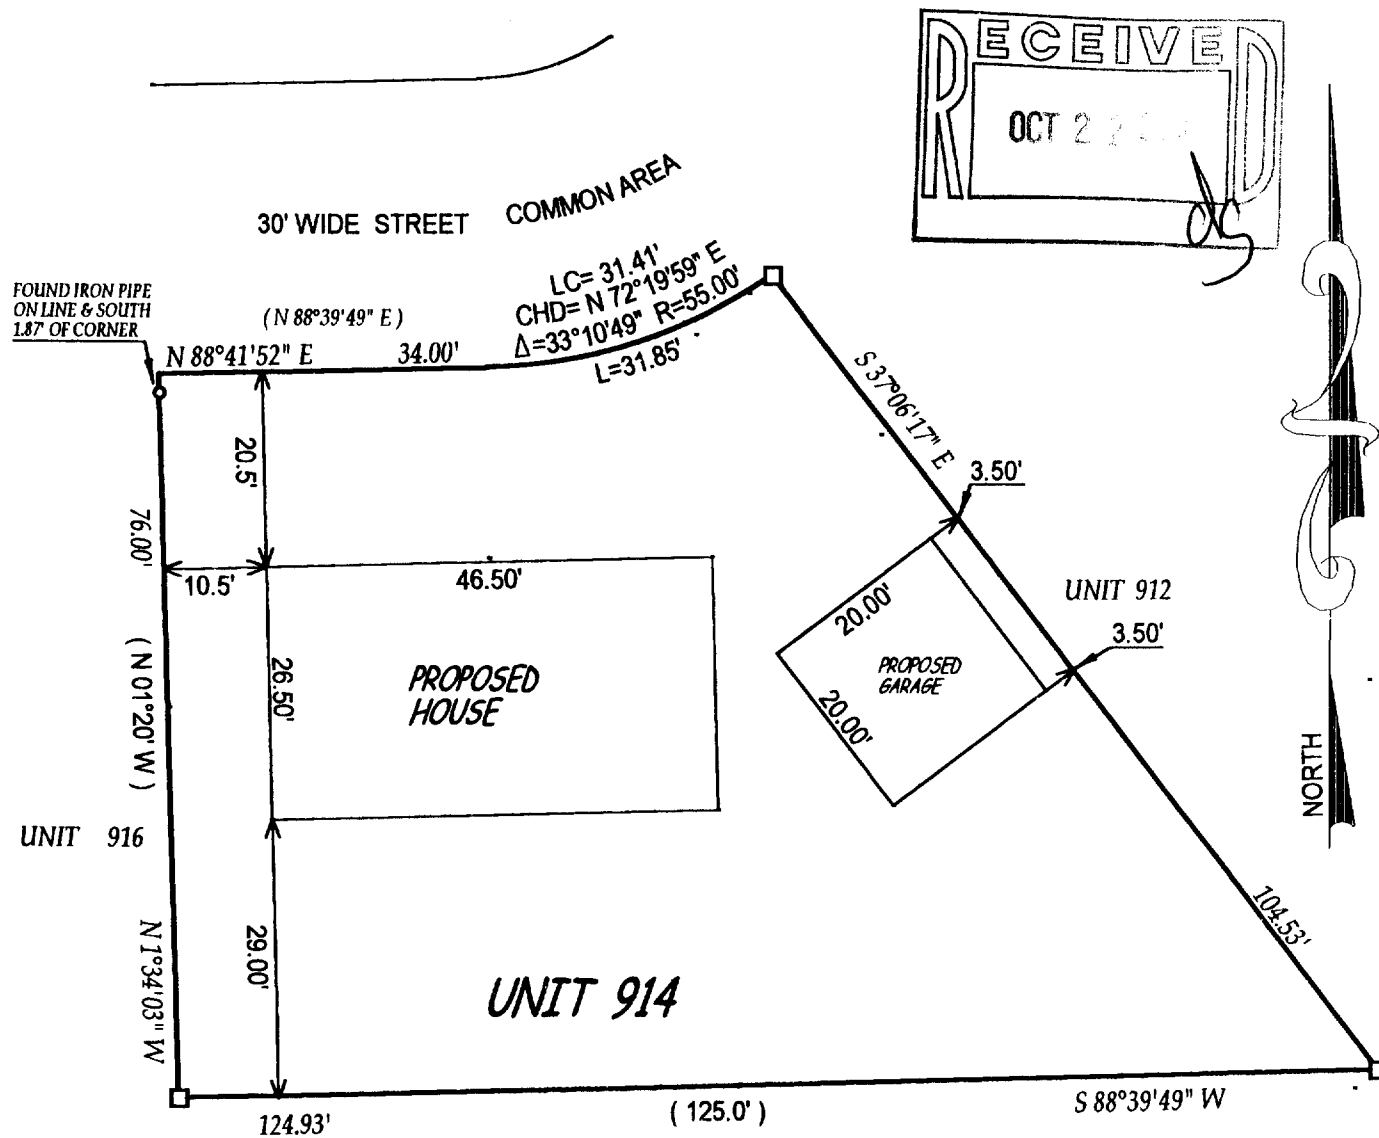 RECEIVED
OCT 2 2
30' WIDE STREET
COMMON AREA
LC= 31.41'
CHD= N 72°19'59" E
Δ=33°10'49" R=55.00'
L=31.85'
FOUND IRON PIPE
ON LINE & SOUTH
1.87' OF CORNER
( N 88°39'49" E )
N 88°41'52" E 34.00'
S 37°06'17" E
3.50'
20.5'
76.00'
10.5'
46.50'
20.00'
UNIT 912
3.50'
( N 01°20' W )
26.50'
PROPOSED
HOUSE
PROPOSED
GARAGE
20.00'
NORTH
UNIT 916
N 1°34'03" W
29.00'
UNIT 914
104.53'
124.93'
( 125.0' )
S 88°39'49" W